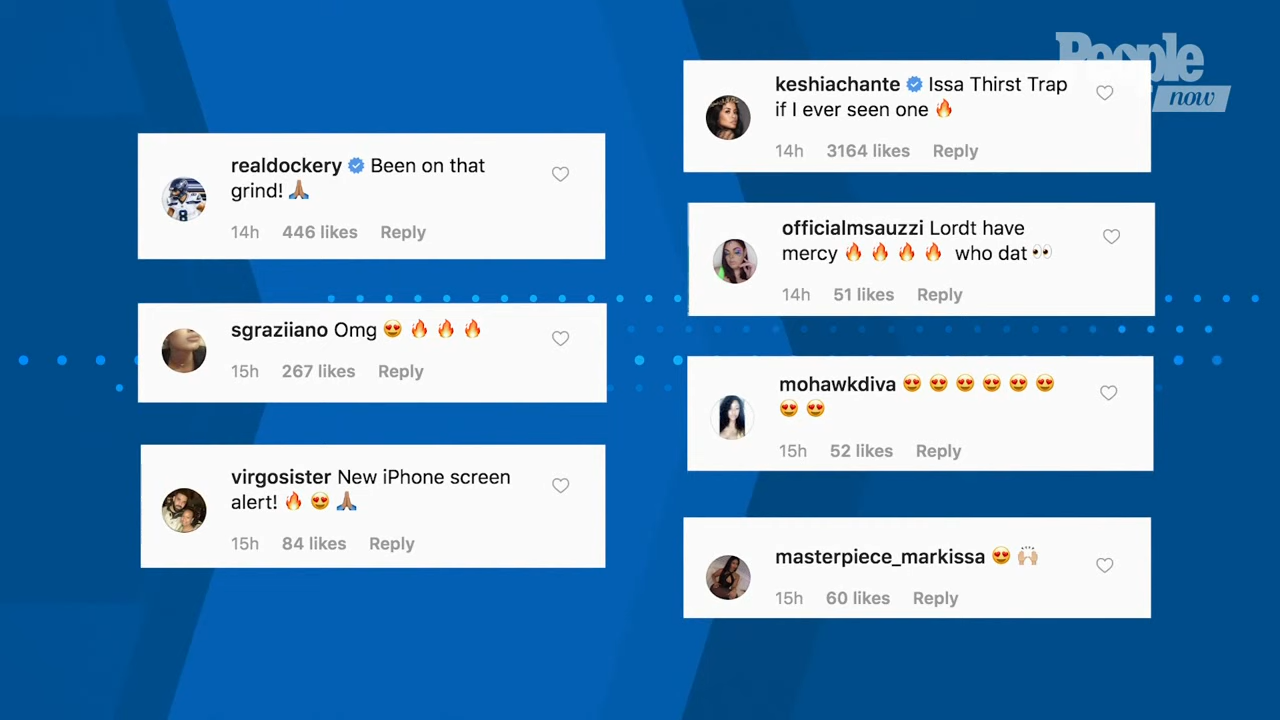 People
now
realdockery Been on that
grind! 🙏🏽
14h 446 likes Reply
sgraziiano Omg 😍 🔥 🔥 🔥
15h 267 likes Reply
virgosister New iPhone screen
alert! 🔥 😍 🙏🏽
15h 84 likes Reply
keshiachante Issa Thirst Trap
if I ever seen one 🔥
14h 3164 likes Reply
officialmsauzzi Lordt have
mercy 🔥 🔥 🔥 🔥 who dat 👀
14h 51 likes Reply
mohawkdiva 😍 😍 😍 😍 😍 😍
😍 😍
15h 52 likes Reply
masterpiece_markissa 😍 🙌🏼
15h 60 likes Reply